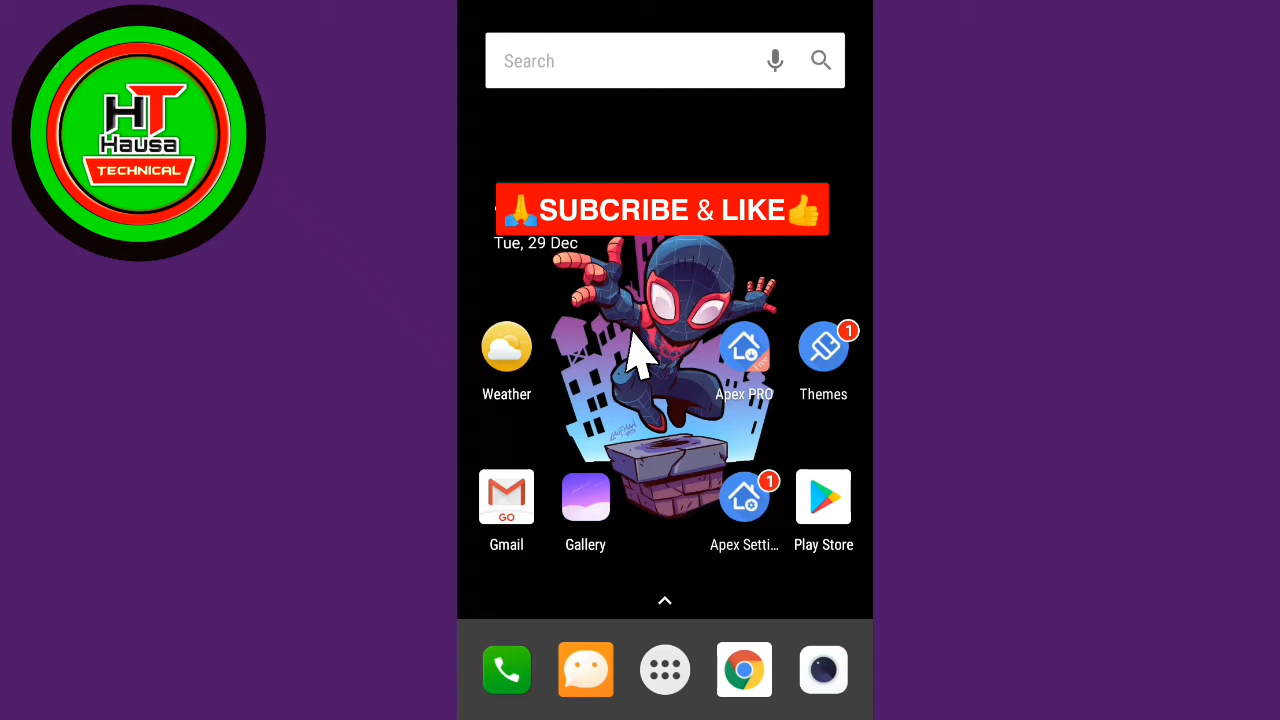 HT
Hausa
TECHNICAL
Search
🙏SUBCRIBE & LIKE👍
Tue, 29 Dec
Weather
Apex PRO
Free
Themes
1
Gmail
GO
Gallery
Apex Setti...
1
Play Store